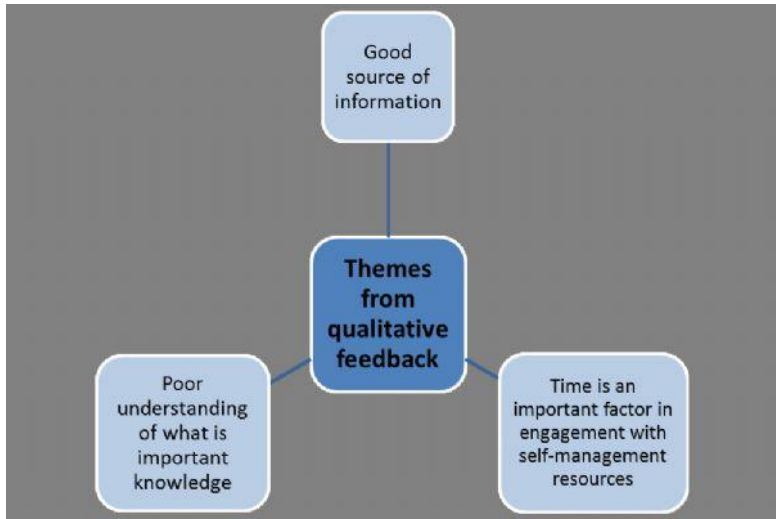 Good
source of
information
Themes
from
qualitative
feedback
Poor
understanding
of what is
important
knowledge
Time is an
important factor in
engagement with
self-management
resources